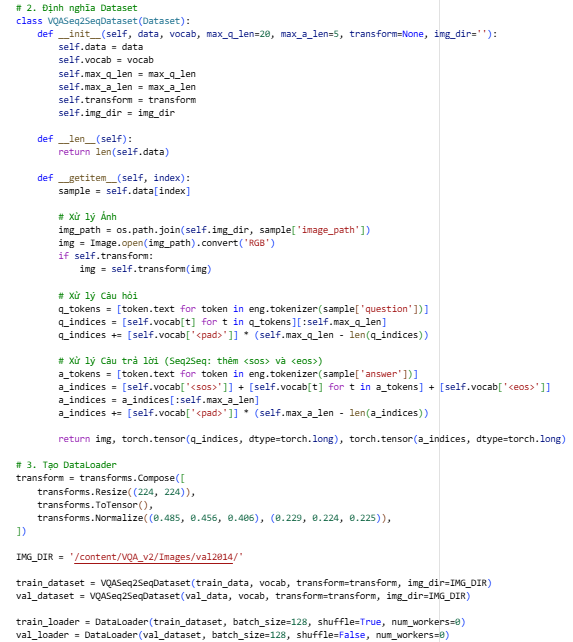 # 2. Định nghĩa Dataset
class VQASeq2SeqDataset(Dataset):
    def __init__(self, data, vocab, max_q_len=20, max_a_len=5, transform=None, img_dir=''):
        self.data = data
        self.vocab = vocab
        self.max_q_len = max_q_len
        self.max_a_len = max_a_len
        self.transform = transform
        self.img_dir = img_dir

    def __len__(self):
        return len(self.data)

    def __getitem__(self, index):
        sample = self.data[index]

        # Xử lý Ảnh
        img_path = os.path.join(self.img_dir, sample['image_path'])
        img = Image.open(img_path).convert('RGB')
        if self.transform:
            img = self.transform(img)

        # Xử lý Câu hỏi
        q_tokens = [token.text for token in eng.tokenizer(sample['question'])]
        q_indices = [self.vocab[t] for t in q_tokens][:self.max_q_len]
        q_indices += [self.vocab['<pad>']] * (self.max_q_len - len(q_indices))

        # Xử lý Câu trả lời (Seq2Seq: thêm <sos> và <eos>)
        a_tokens = [token.text for token in eng.tokenizer(sample['answer'])]
        a_indices = [self.vocab['<sos>']] + [self.vocab[t] for t in a_tokens] + [self.vocab['<eos>']]
        a_indices = a_indices[:self.max_a_len]
        a_indices += [self.vocab['<pad>']] * (self.max_a_len - len(a_indices))

        return img, torch.tensor(q_indices, dtype=torch.long), torch.tensor(a_indices, dtype=torch.long)

# 3. Tạo DataLoader
transform = transforms.Compose([
    transforms.Resize((224, 224)),
    transforms.ToTensor(),
    transforms.Normalize((0.485, 0.456, 0.406), (0.229, 0.224, 0.225)),
])

IMG_DIR = '/content/VQA_v2/Images/val2014/'

train_dataset = VQASeq2SeqDataset(train_data, vocab, transform=transform, img_dir=IMG_DIR)
val_dataset = VQASeq2SeqDataset(val_data, vocab, transform=transform, img_dir=IMG_DIR)

train_loader = DataLoader(train_dataset, batch_size=128, shuffle=True, num_workers=0)
val_loader = DataLoader(val_dataset, batch_size=128, shuffle=False, num_workers=0)